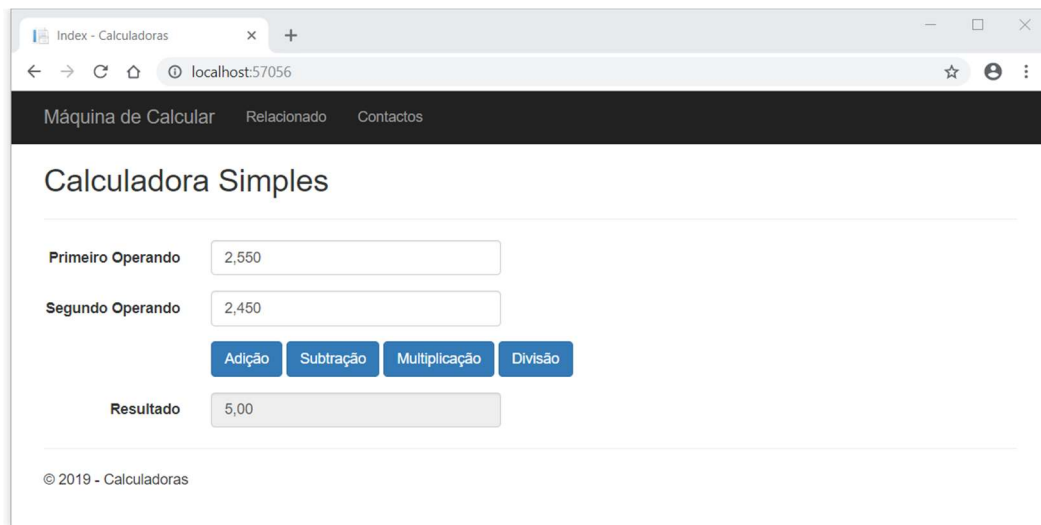 Index - Calculadoras
localhost:57056
Máquina de Calcular Relacionado Contactos
Calculadora Simples
Primeiro Operando 2,550
Segundo Operando 2,450
Adição Subtração Multiplicação Divisão
Resultado 5,00
© 2019 - Calculadoras